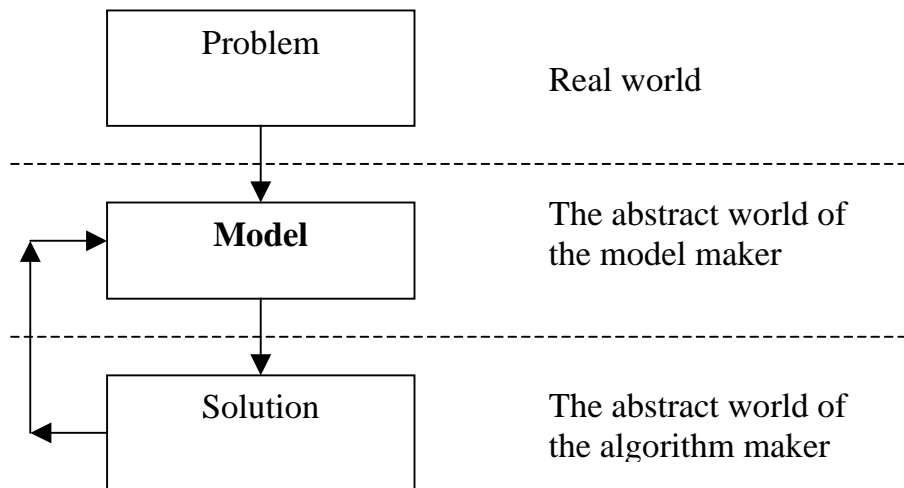 Problem
Real world
Model
The abstract world of
the model maker
Solution
The abstract world of
the algorithm maker